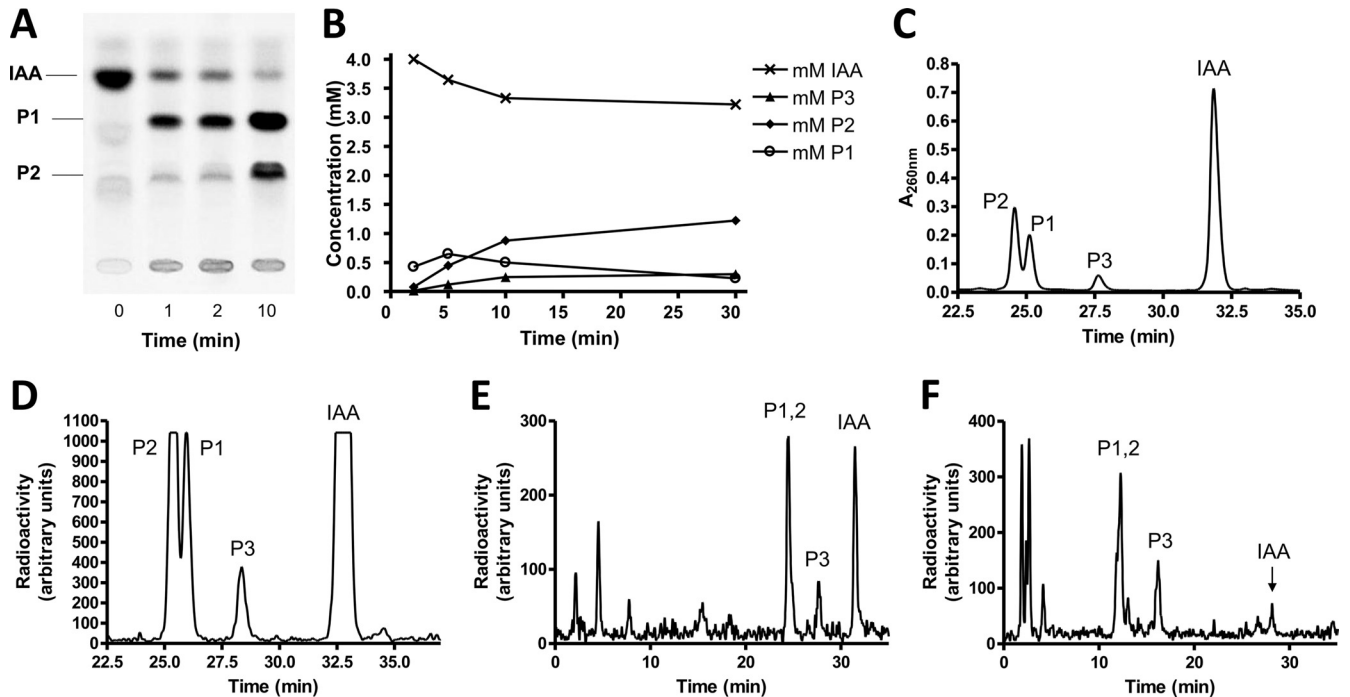 A
IAA
P1
P2
0 1 2 10
Time (min)
B
4.0
3.5
3.0
2.5
2.0
1.5
1.0
0.5
0.0
Concentration (mM)
0 5 10 15 20 25 30
Time (min)
mM IAA
mM P3
mM P2
mM P1
C
IAA
0.8
0.7
0.6
0.5
0.4
0.3
0.2
0.1
0.0
A260nm
P2
P1
P3
22.5 25.0 27.5 30.0 32.5 35.0
Time (min)
D
IAA
1100
1000
900
800
700
600
500
400
300
200
100
0
Radioactivity
(arbitrary units)
P2
P1
P3
22.5 25.0 27.5 30.0 32.5 35.0
Time (min)
E
300
200
100
0
Radioactivity
(arbitrary units)
P1,2
IAA
P3
0 10 20 30
Time (min)
F
400
300
200
100
0
Radioactivity
(arbitrary units)
P1,2
P3
IAA
0 10 20 30
Time (min)